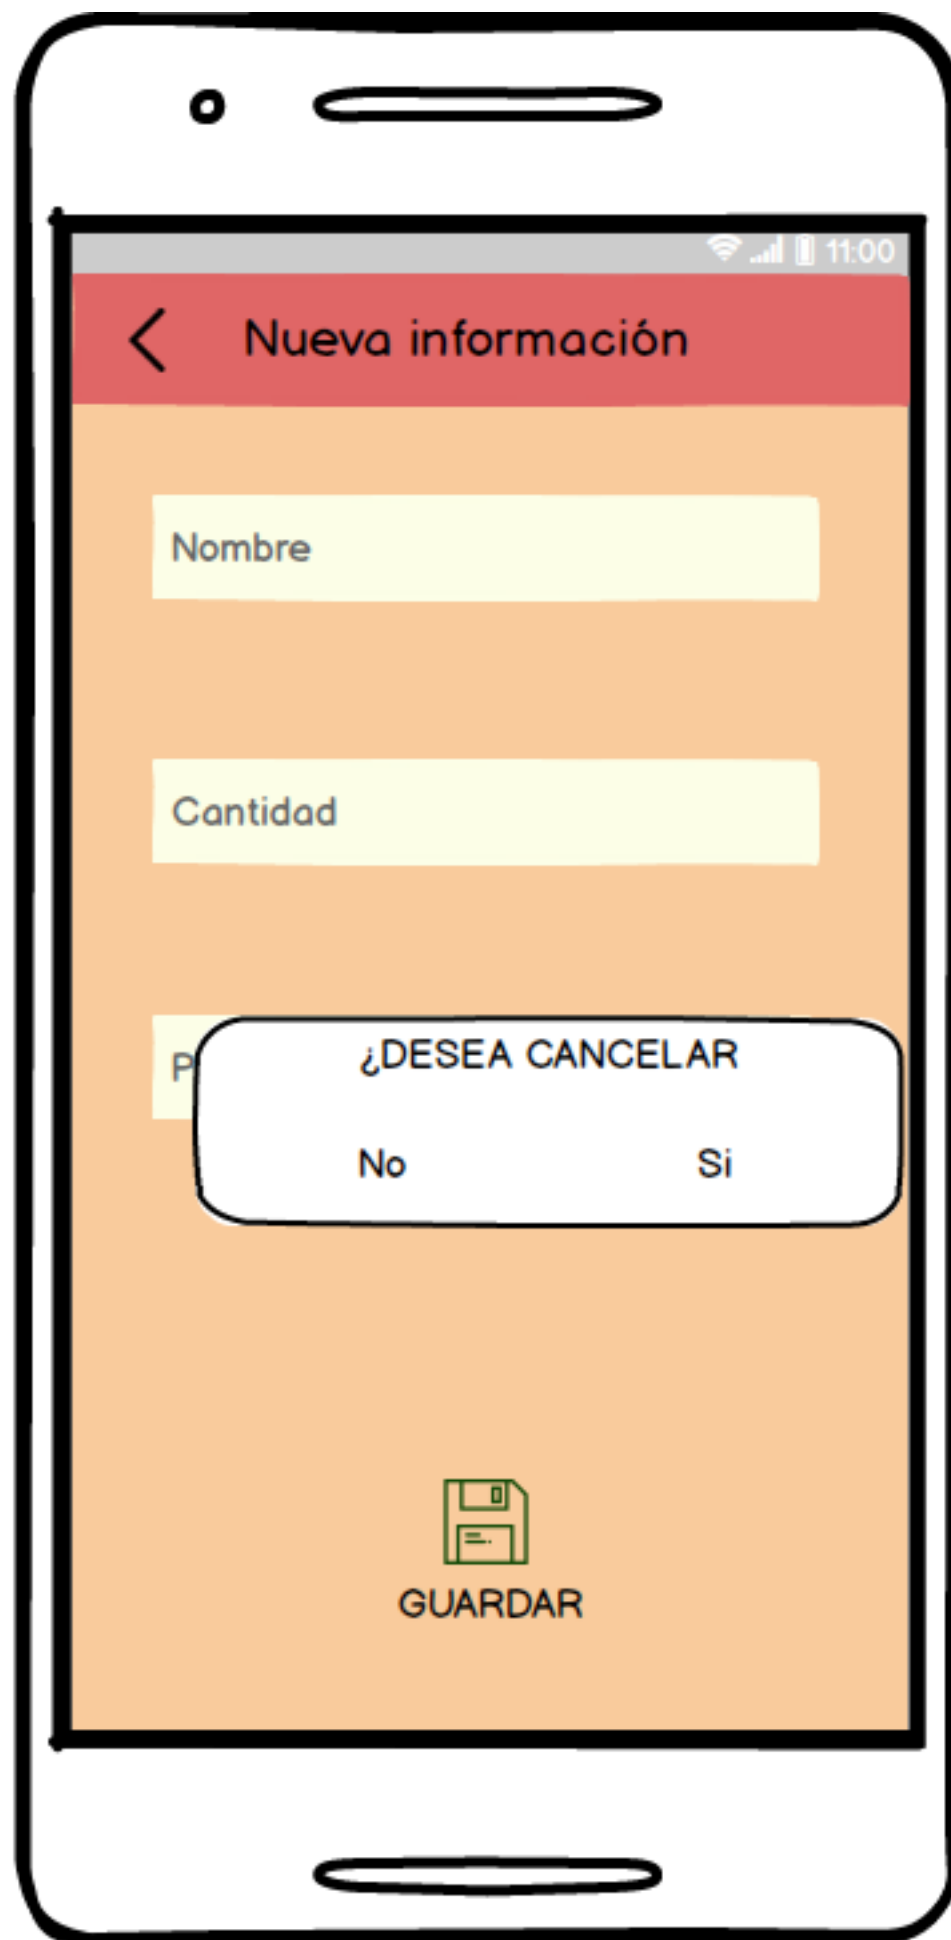 11:00
Nueva información
Nombre
Cantidad
P
¿DESEA CANCELAR
No Si
GUARDAR